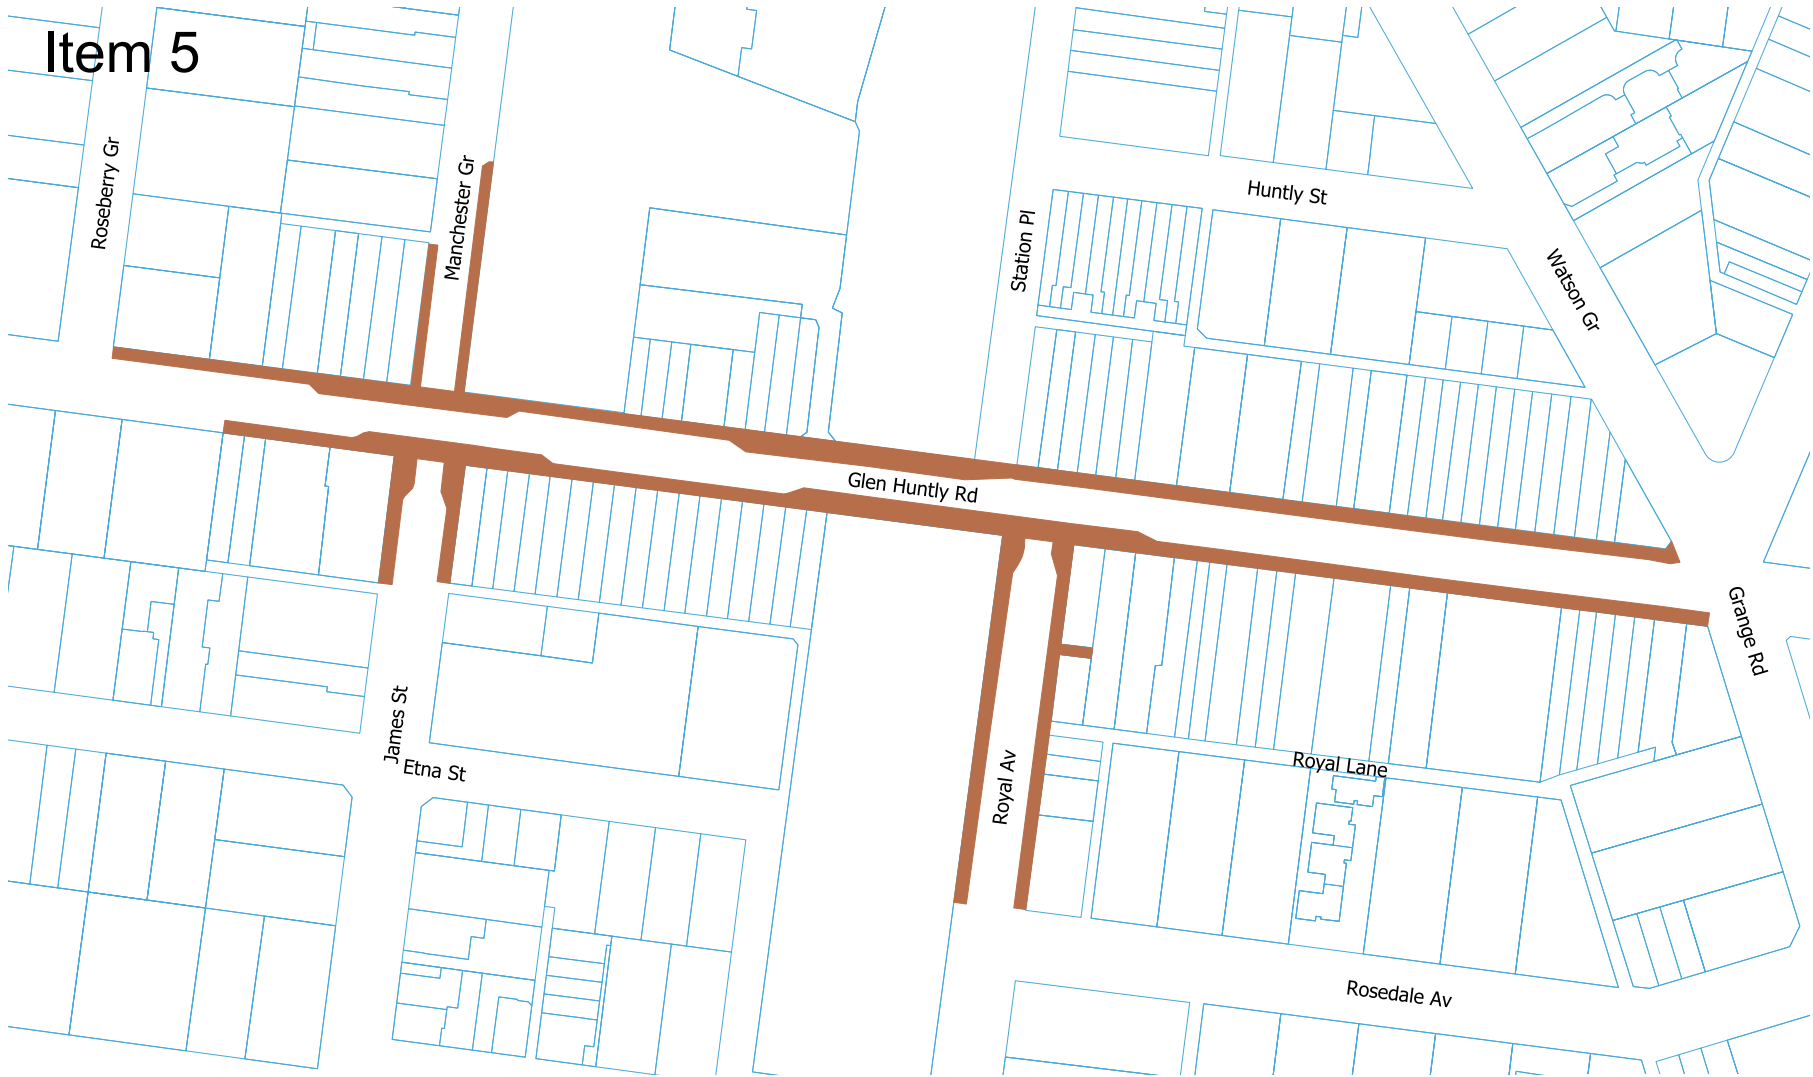 Item 5
Roseberry Gr
Manchester Gr
Station Pl
Huntly St
Watson Gr
Glen Huntly Rd
Grange Rd
James St
Etna St
Royal Av
Royal Lane
Rosedale Av